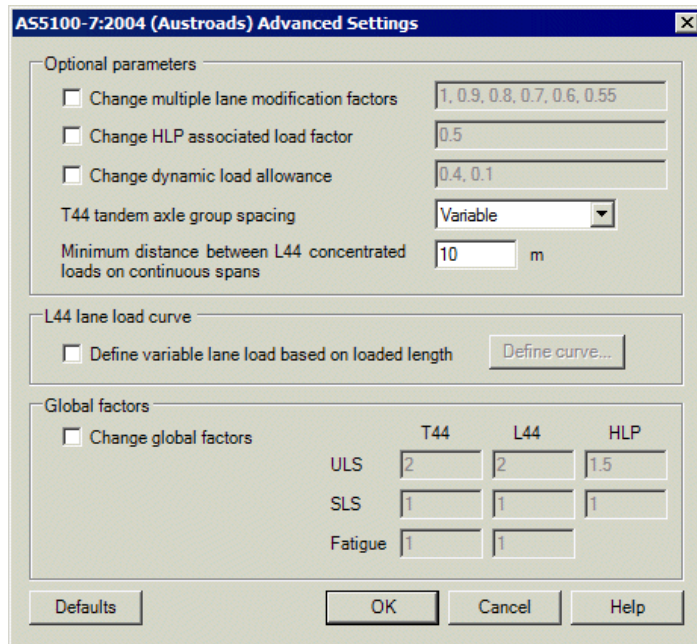 AS5100-7:2004 (Austroads) Advanced Settings
Optional parameters
Change multiple lane modification factors 1, 0.9, 0.8, 0.7, 0.6, 0.55
Change HLP associated load factor 0.5
Change dynamic load allowance 0.4, 0.1
T44 tandem axle group spacing Variable
Minimum distance between L44 concentrated
loads on continuous spans 10 m
L44 lane load curve
Define variable lane load based on loaded length Define curve...
Global factors
Change global factors T44 L44 HLP
ULS 2 2 1.5
SLS 1 1 1
Fatigue 1 1
Defaults OK Cancel Help